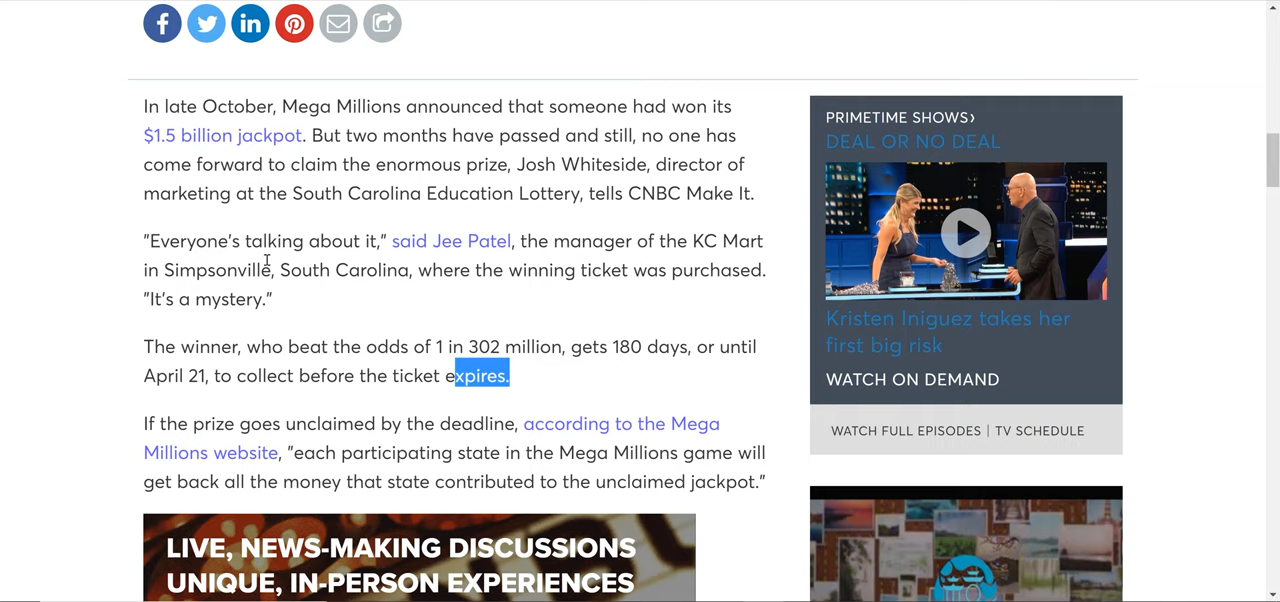 In late October, Mega Millions announced that someone had won its
$1.5 billion jackpot. But two months have passed and still, no one has
come forward to claim the enormous prize, Josh Whiteside, director of
marketing at the South Carolina Education Lottery, tells CNBC Make It.
"Everyone's talking about it," said Jee Patel, the manager of the KC Mart
in Simpsonville, South Carolina, where the winning ticket was purchased.
"It's a mystery."
The winner, who beat the odds of 1 in 302 million, gets 180 days, or until
April 21, to collect before the ticket expires.
If the prize goes unclaimed by the deadline, according to the Mega
Millions website, "each participating state in the Mega Millions game will
get back all the money that state contributed to the unclaimed jackpot."
LIVE, NEWS-MAKING DISCUSSIONS
UNIQUE, IN-PERSON EXPERIENCES
PRIMETIME SHOWS›
DEAL OR NO DEAL
Kristen Iniguez takes her
first big risk
WATCH ON DEMAND
WATCH FULL EPISODES | TV SCHEDULE